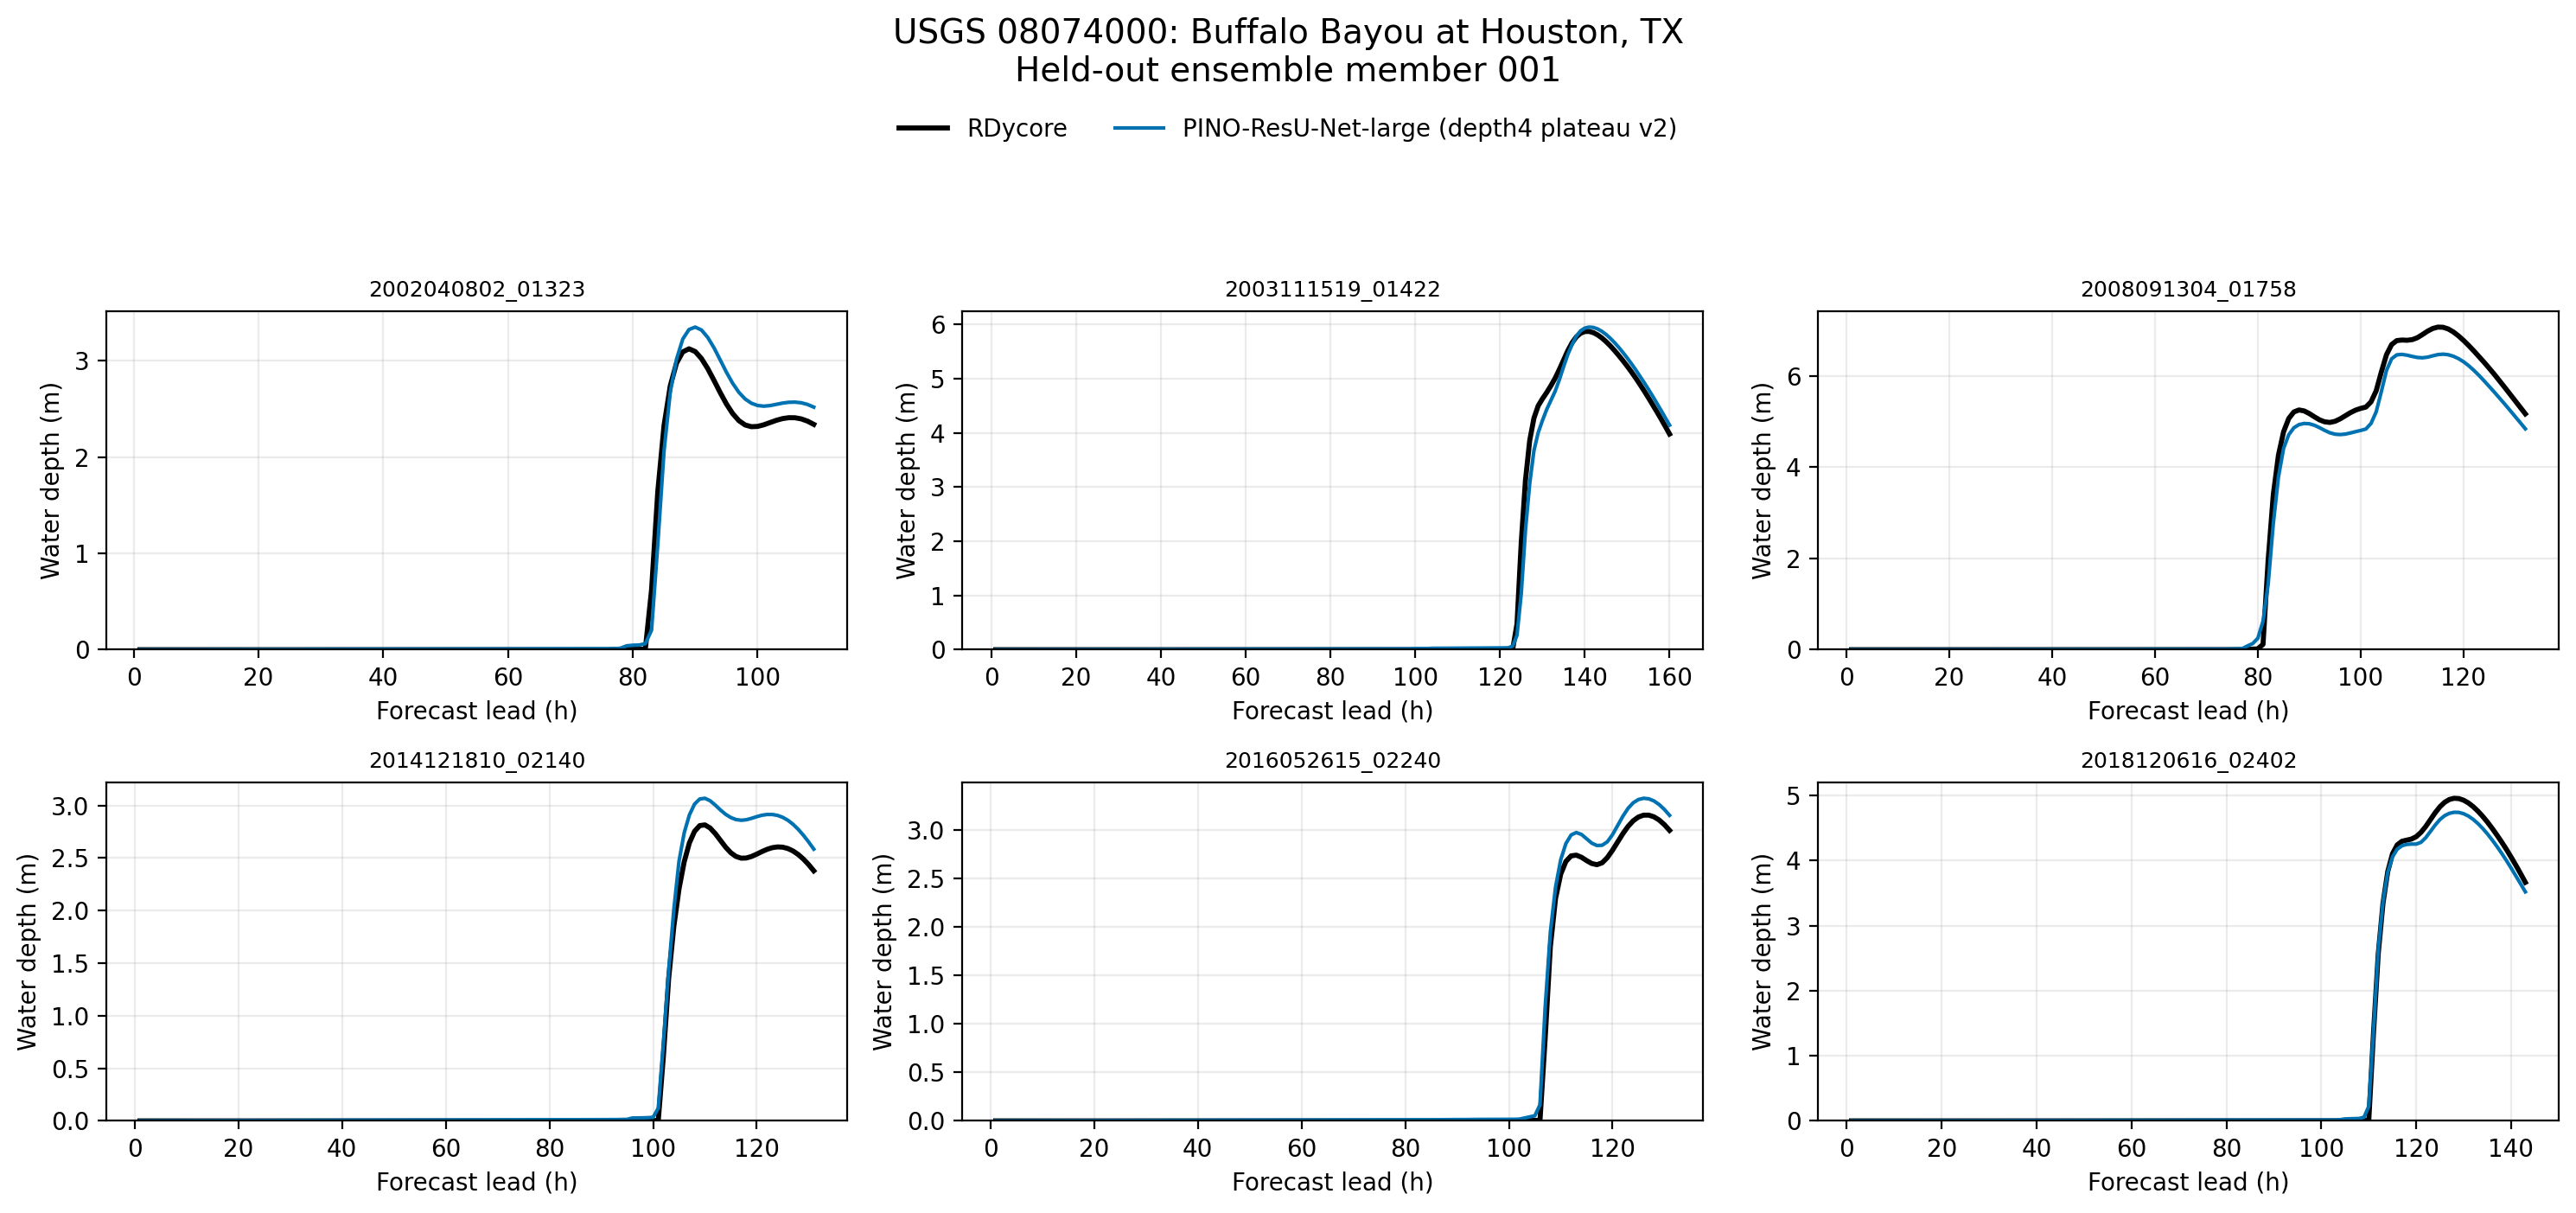 USGS 08074000: Buffalo Bayou at Houston, TX
Held-out ensemble member 001
RDycore
PINO-ResU-Net-large (depth4 plateau v2)
2002040802_01323
Water depth (m)
3
2
1
0
0 20 40 60 80 100
Forecast lead (h)
2003111519_01422
Water depth (m)
6
5
4
3
2
1
0
0 20 40 60 80 100 120 140 160
Forecast lead (h)
2008091304_01758
Water depth (m)
6
4
2
0
0 20 40 60 80 100 120
Forecast lead (h)
2014121810_02140
Water depth (m)
3.0
2.5
2.0
1.5
1.0
0.5
0.0
0 20 40 60 80 100 120
Forecast lead (h)
2016052615_02240
Water depth (m)
3.0
2.5
2.0
1.5
1.0
0.5
0.0
0 20 40 60 80 100 120
Forecast lead (h)
2018120616_02402
Water depth (m)
5
4
3
2
1
0
0 20 40 60 80 100 120 140
Forecast lead (h)